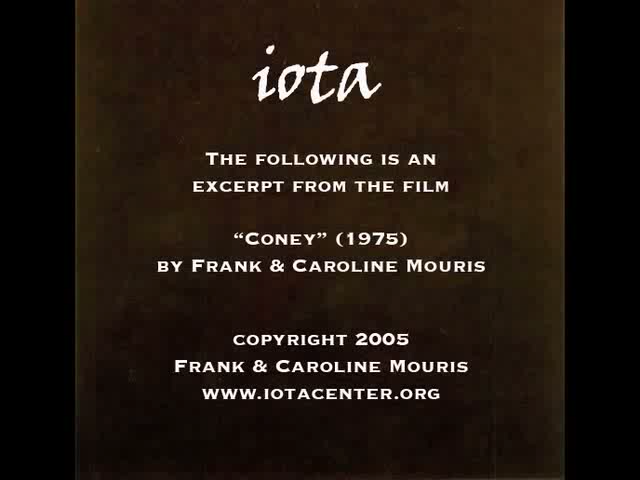 iota
THE FOLLOWING IS AN
EXCERPT FROM THE FILM
“CONEY” (1975)
BY FRANK & CAROLINE MOURIS
COPYRIGHT 2005
FRANK & CAROLINE MOURIS
WWW.IOTACENTER.ORG